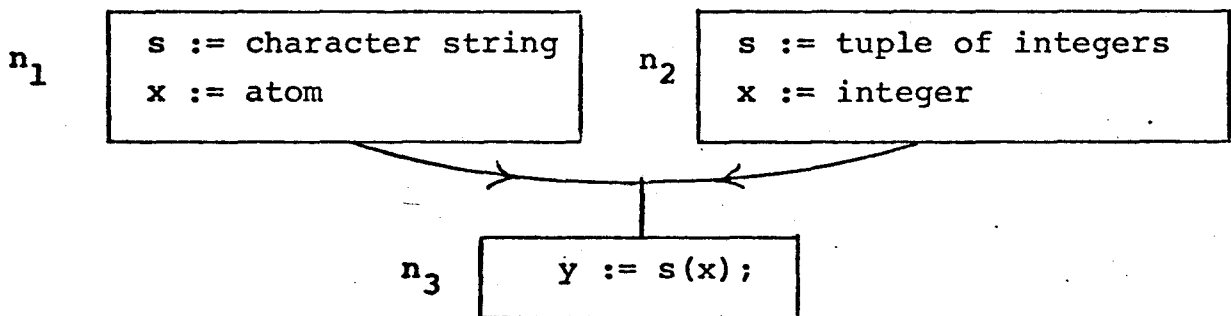 n1
s := character string
x := atom
n2
s := tuple of integers
x := integer
n3
y := s(x);